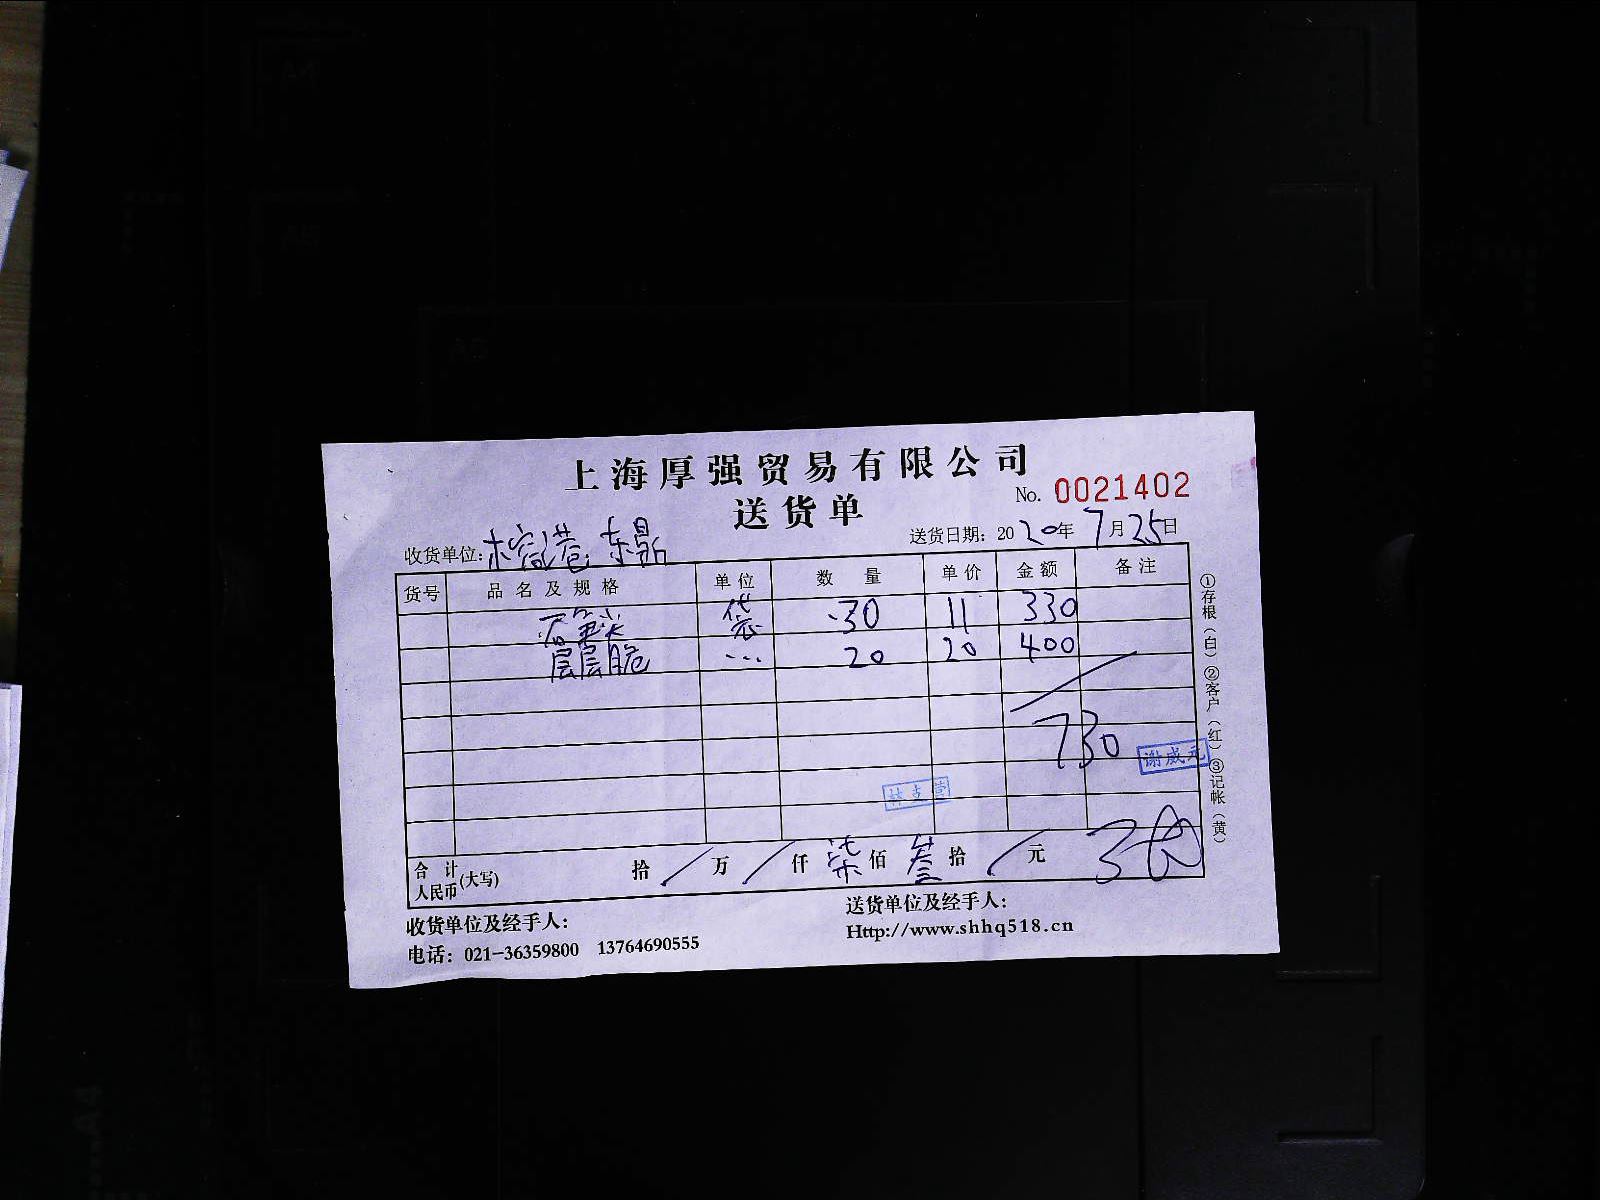 上海厚强贸易有限公司
送货单
No. 0021402
收货单位: 东
送货日期: 2020年7月25日
货号 品名及规格 单位 数量 单价 金额 备注
袋 30 11 330
层层脆 ... 20 20 400
730
谢威元
合计人民币(大写) 拾/万/仟柒佰叁拾/元
收货单位及经手人:
送货单位及经手人:
电话: 021-36359800 13764690555
Http://www.shhq518.cn
①存根(白)②客户(红)③记帐(黄)